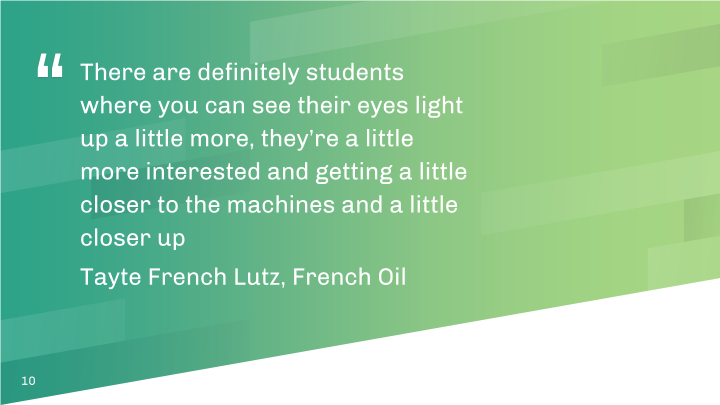 “
There are definitely students
where you can see their eyes light
up a little more, they’re a little
more interested and getting a little
closer to the machines and a little
closer up
Tayte French Lutz, French Oil
10